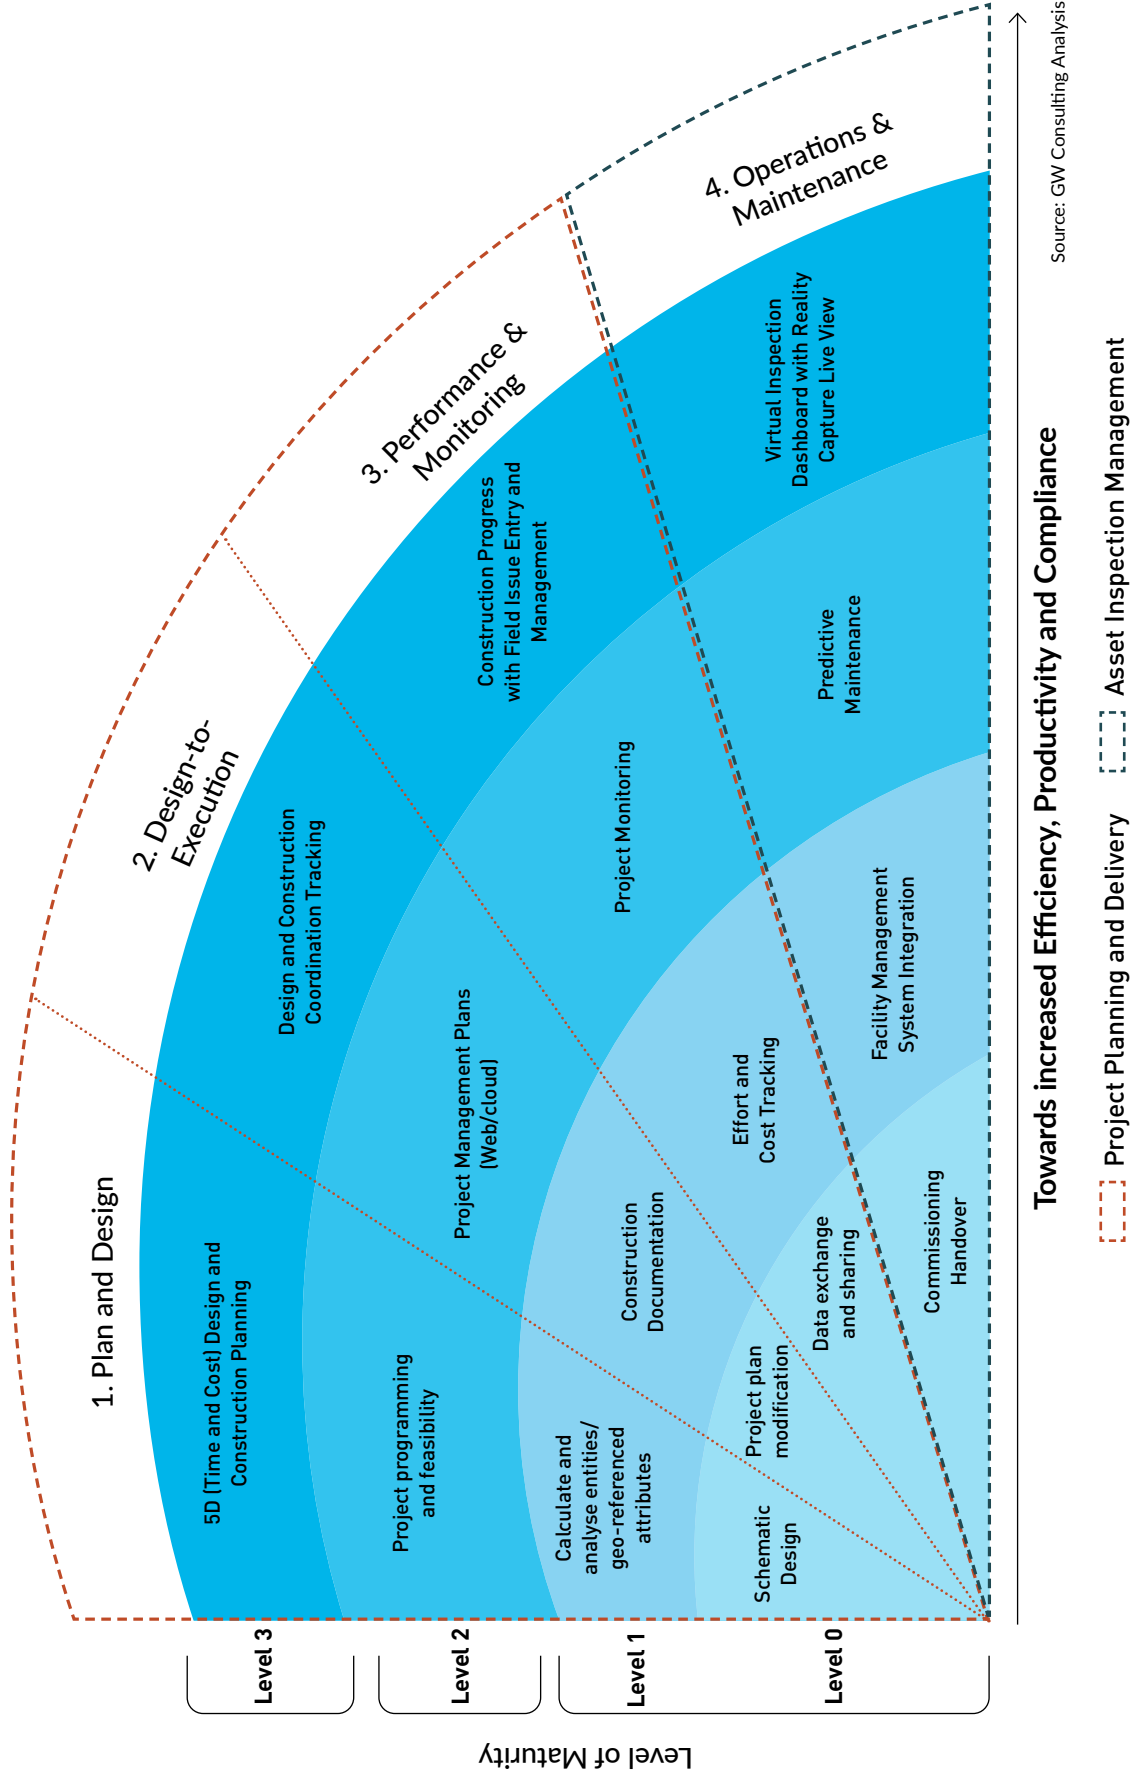 Level of Maturity
Level 3
Level 2
Level 1
Level 0
1. Plan and Design
5D (Time and Cost) Design and
Construction Planning
Project programming
and feasibility
Calculate and
analyse entities/
geo-referenced
attributes
Schematic
Design
2. Design-to-
Execution
Design and Construction
Coordination Tracking
Project Management Plans
(Web/cloud)
Construction
Documentation
Project plan
modification
3. Performance &
Monitoring
Construction Progress
with Field Issue Entry and
Management
Project Monitoring
Effort and
Cost Tracking
Data exchange
and sharing
4. Operations &
Maintenance
Virtual Inspection
Dashboard with Reality
Capture Live View
Predictive
Maintenance
Facility Management
System Integration
Commissioning
Handover
Towards increased Efficiency, Productivity and Compliance
Source: GW Consulting Analysis
Project Planning and Delivery
Asset Inspection Management